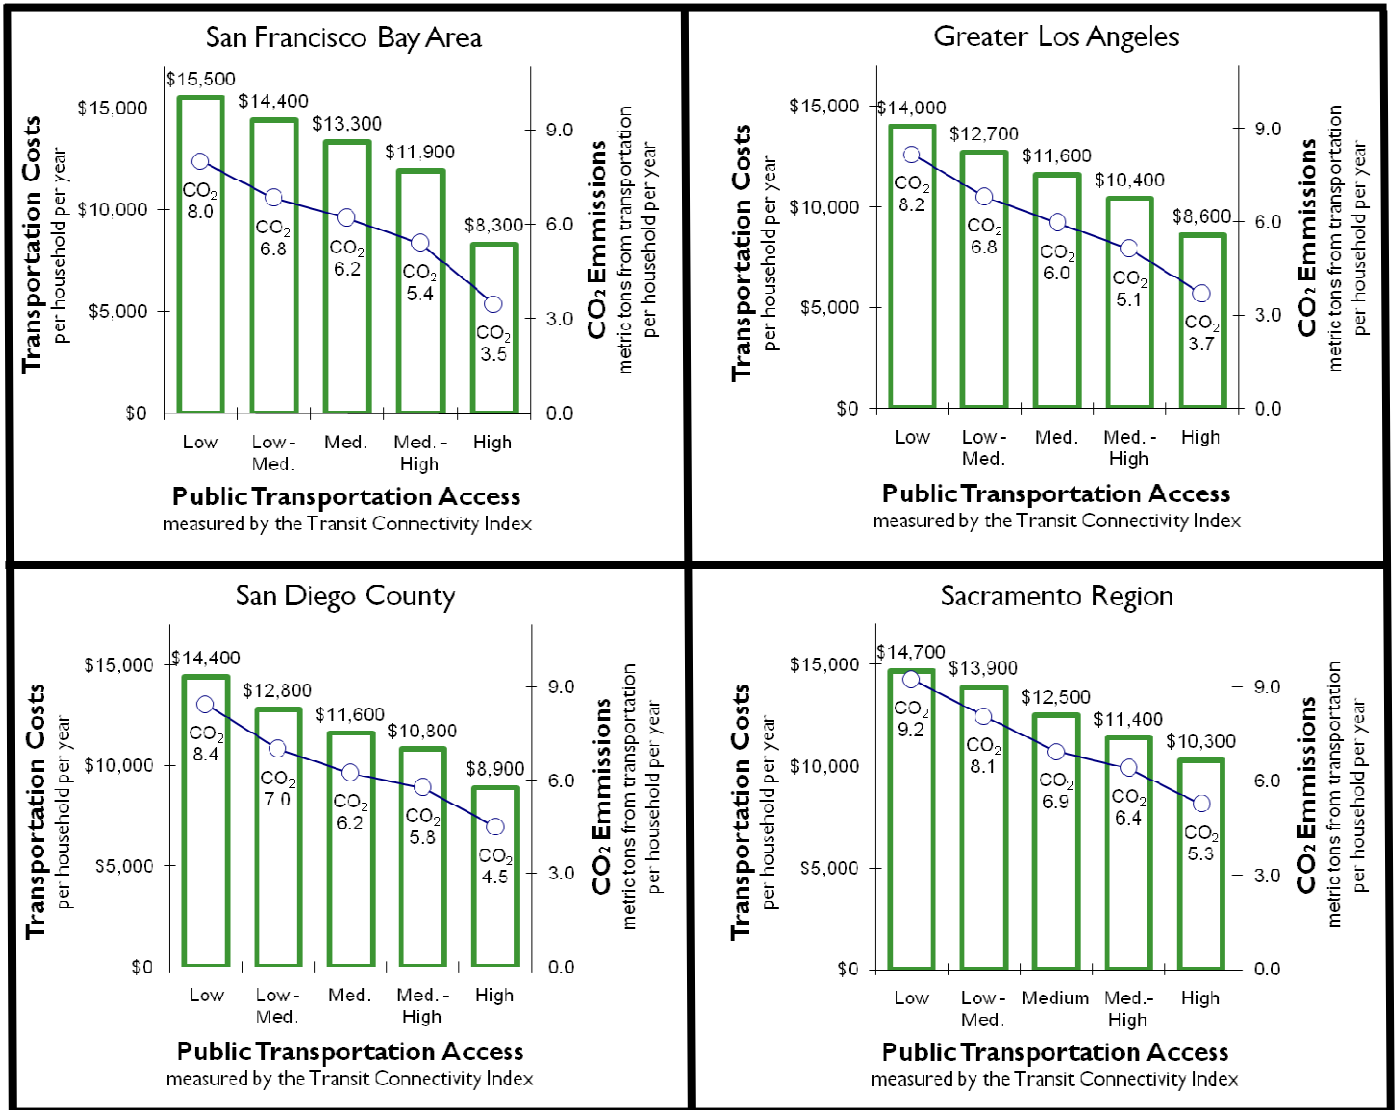 San Francisco Bay Area
$15,500
$14,400
$13,300
$11,900
$8,300
$15,000
$10,000
$5,000
$0
Transportation Costs
per household per year
CO2 8.0
CO2 6.8
CO2 6.2
CO2 5.4
CO2 3.5
9.0
6.0
3.0
0.0
CO2 Emmissions
metric tons from transportation
per household per year
Low
Low-Med.
Med.
Med.-High
High
Public Transportation Access
measured by the Transit Connectivity Index
Greater Los Angeles
$14,000
$12,700
$11,600
$10,400
$8,600
$15,000
$10,000
$5,000
$0
Transportation Costs
per household per year
CO2 8.2
CO2 6.8
CO2 6.0
CO2 5.1
CO2 3.7
9.0
6.0
3.0
0.0
CO2 Emmissions
metric tons from transportation
per household per year
Low
Low-Med.
Med.
Med.-High
High
Public Transportation Access
measured by the Transit Connectivity Index
San Diego County
$14,400
$12,800
$11,600
$10,800
$8,900
$15,000
$10,000
$5,000
$0
Transportation Costs
per household per year
CO2 8.4
CO2 7.0
CO2 6.2
CO2 5.8
CO2 4.5
9.0
6.0
3.0
0.0
CO2 Emmissions
metric tons from transportation
per household per year
Low
Low-Med.
Med.
Med.-High
High
Public Transportation Access
measured by the Transit Connectivity Index
Sacramento Region
$14,700
$13,900
$12,500
$11,400
$10,300
$15,000
$10,000
$5,000
$0
Transportation Costs
per household per year
CO2 9.2
CO2 8.1
CO2 6.9
CO2 6.4
CO2 5.3
9.0
6.0
3.0
0.0
CO2 Emmissions
metric tons from transportation
per household per year
Low
Low-Med.
Medium
Med.-High
High
Public Transportation Access
measured by the Transit Connectivity Index